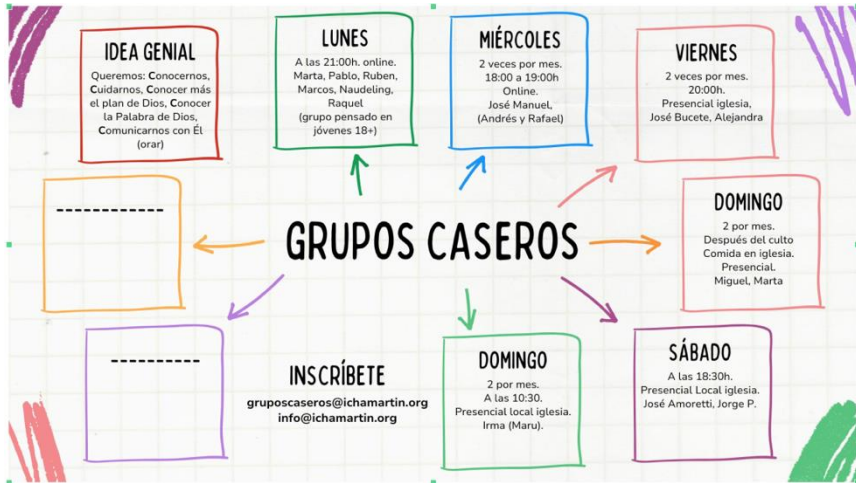 IDEA GENIAL
Queremos: Conocernos,
Cuidarnos, Conocer más
el plan de Dios, Conocer
la Palabra de Dios,
Comunicarnos con Él
(orar)
LUNES
A las 21:00h. online.
Marta, Pablo, Ruben,
Marcos, Naudeling,
Raquel
(grupo pensado en
jóvenes 18+)
MIÉRCOLES
2 veces por mes.
18:00 a 19:00h
Online.
José Manuel,
(Andrés y Rafael)
VIERNES
2 veces por mes.
20:00h.
Presencial iglesia,
José Bucete, Alejandra
GRUPOS CASEROS
DOMINGO
2 por mes.
Después del culto
Comida en iglesia.
Presencial.
Miguel, Marta
INSCRÍBETE
gruposcaseros@ichamartin.org
info@ichamartin.org
DOMINGO
2 por mes.
A las 10:30.
Presencial local iglesia.
Irma (Maru).
SÁBADO
A las 18:30h.
Presencial Local iglesia.
José Amoretti, Jorge P.